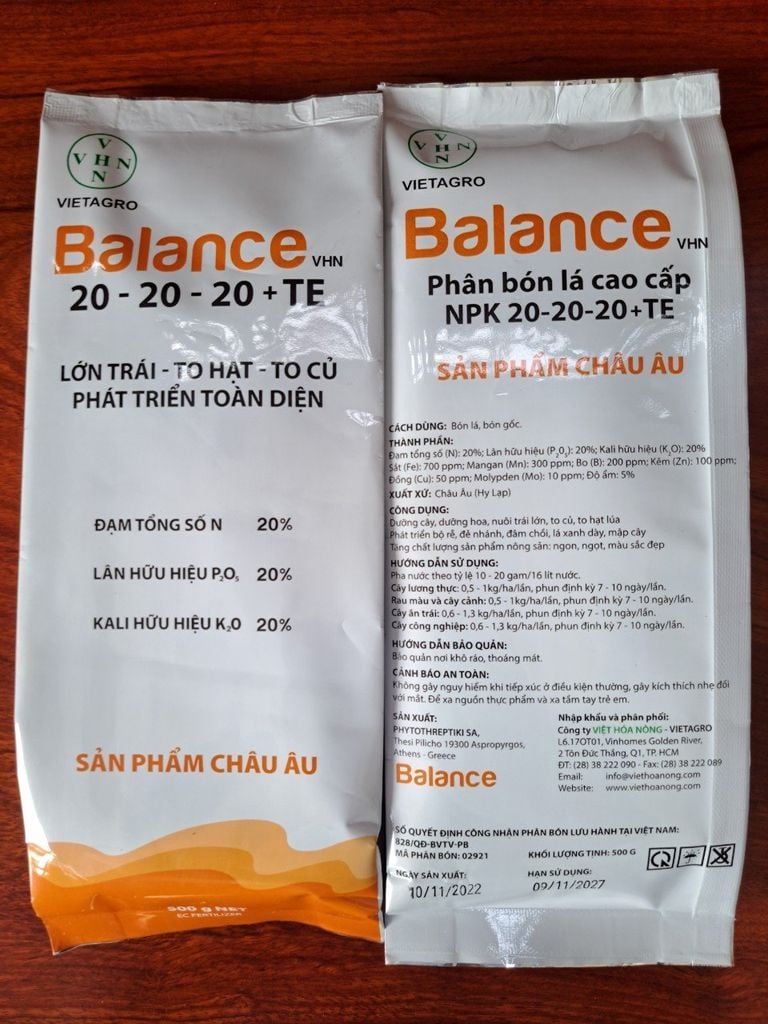 V
V H N
N
VIETAGRO
Balance VHN
20 - 20 - 20 + TE
LỚN TRÁI - TO HẠT - TO CỦ
PHÁT TRIỂN TOÀN DIỆN
ĐẠM TỔNG SỐ N 20%
LÂN HỮU HIỆU P₂O₅ 20%
KALI HỮU HIỆU K₂O 20%
SẢN PHẨM CHÂU ÂU
500 g NET
EC FERTILIZER
V
V H N
N
VIETAGRO
Balance VHN
Phân bón lá cao cấp
NPK 20-20-20+TE
SẢN PHẨM CHÂU ÂU
CÁCH DÙNG: Bón lá, bón gốc.
THÀNH PHẦN:
Đạm tổng số (N): 20%; Lân hữu hiệu (P₂O₅): 20%; Kali hữu hiệu (K₂O): 20%
Sắt (Fe): 700 ppm; Mangan (Mn): 300 ppm; Bo (B): 200 ppm; Kẽm (Zn): 100 ppm;
Đồng (Cu): 50 ppm; Molypden (Mo): 10 ppm; Độ ẩm: 5%
XUẤT XỨ: Châu Âu (Hy Lạp)
CÔNG DỤNG:
Dưỡng cây, dưỡng hoa, nuôi trái lớn, to củ, to hạt lúa
Phát triển bộ rễ, đẻ nhánh, đâm chồi, lá xanh dày, mập cây
Tăng chất lượng sản phẩm nông sản: ngon, ngọt, màu sắc đẹp
HƯỚNG DẪN SỬ DỤNG:
Pha nước theo tỷ lệ 10 - 20 gam/16 lít nước.
Cây lương thực: 0,5 - 1kg/ha/lần, phun định kỳ 7 - 10 ngày/lần.
Rau màu và cây cảnh: 0,5 - 1kg/ha/lần, phun định kỳ 7 - 10 ngày/lần.
Cây ăn trái: 0,6 - 1,3 kg/ha/lần, phun định kỳ 7 - 10 ngày/lần.
Cây công nghiệp: 0,6 - 1,3 kg/ha/lần, phun định kỳ 7 - 10 ngày/lần.
HƯỚNG DẪN BẢO QUẢN:
Bảo quản nơi khô ráo, thoáng mát.
CẢNH BÁO AN TOÀN:
Không gây nguy hiểm khi tiếp xúc ở điều kiện thường, gây kích thích nhẹ đối
với mắt. Để xa nguồn thực phẩm và xa tầm tay trẻ em.
SẢN XUẤT:
PHYTOTHREPTIKI SA,
Thesi Pilicho 19300 Aspropyrgos,
Athens - Greece
Balance
Nhập khẩu và phân phối:
Công ty VIỆT HÓA NÔNG - VIETAGRO
L6.17OT01, Vinhomes Golden River,
2 Tôn Đức Thắng, Q1, TP. HCM
ĐT: (28) 38 222 090 - Fax: (28) 38 222 089
Email: info@viethoanong.com
Website: www.viethoanong.com
SỐ QUYẾT ĐỊNH CÔNG NHẬN PHÂN BÓN LƯU HÀNH TẠI VIỆT NAM:
828/QĐ-BVTV-PB
MÃ PHÂN BÓN: 02921 KHỐI LƯỢNG TỊNH: 500 G
NGÀY SẢN XUẤT: HẠN SỬ DỤNG:
10/11/2022 09/11/2027